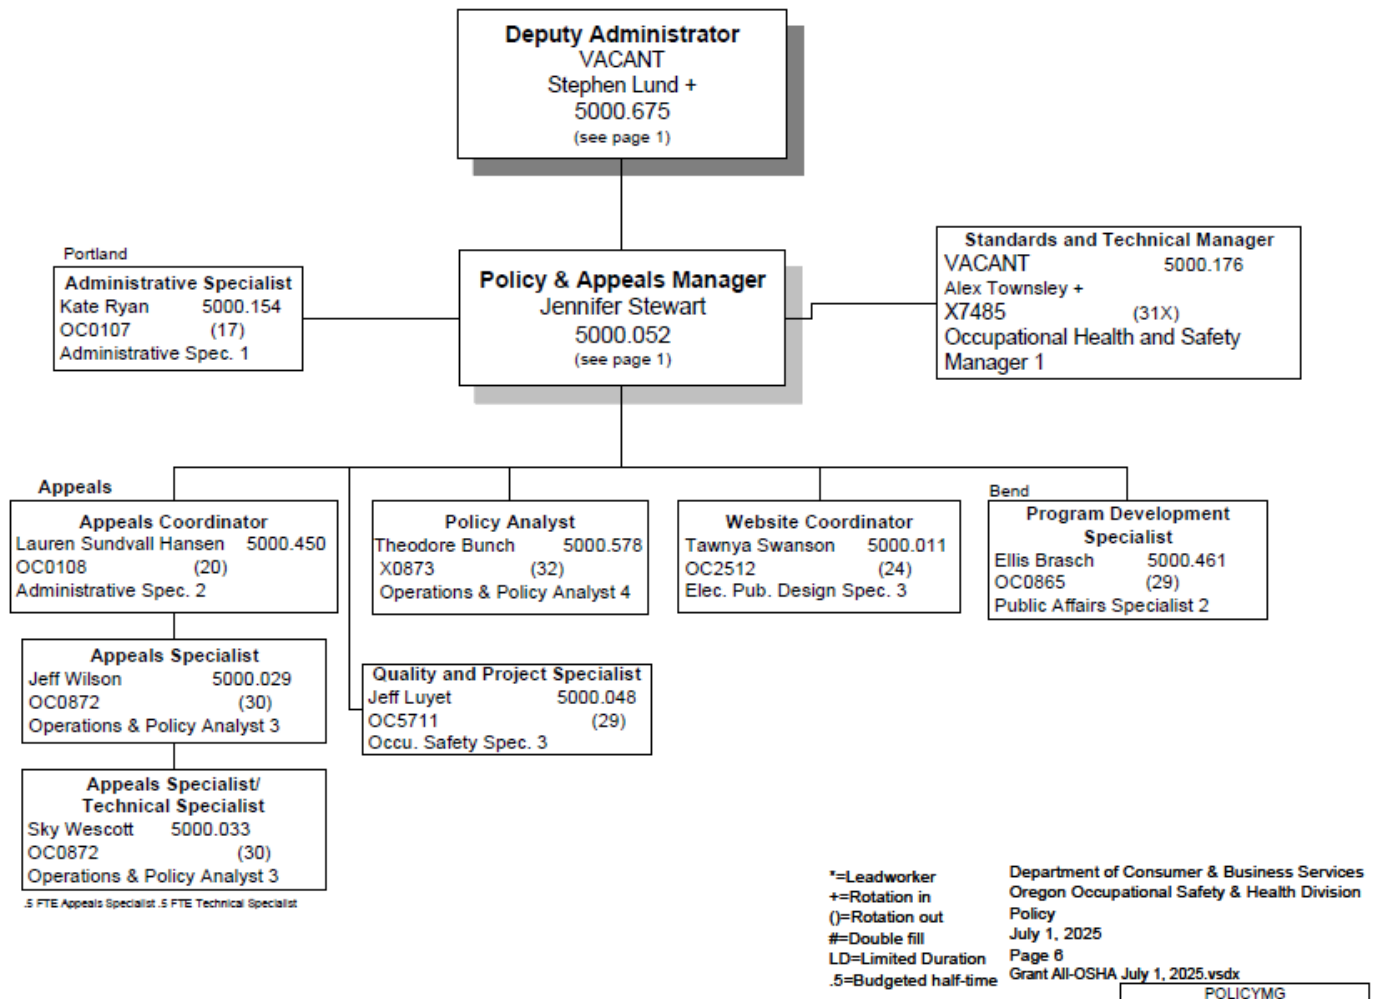 Deputy Administrator
VACANT
Stephen Lund +
5000.675
(see page 1)
Portland
Administrative Specialist
Kate Ryan 5000.154
OC0107 (17)
Administrative Spec. 1
Policy & Appeals Manager
Jennifer Stewart
5000.052
(see page 1)
Standards and Technical Manager
VACANT 5000.176
Alex Townsley +
X7485 (31X)
Occupational Health and Safety
Manager 1
Appeals
Appeals Coordinator
Lauren Sundvall Hansen 5000.450
OC0108 (20)
Administrative Spec. 2
Appeals Specialist
Jeff Wilson 5000.029
OC0872 (30)
Operations & Policy Analyst 3
Appeals Specialist/
Technical Specialist
Sky Wescott 5000.033
OC0872 (30)
Operations & Policy Analyst 3
.5 FTE Appeals Specialist .5 FTE Technical Specialist
Policy Analyst
Theodore Bunch 5000.578
X0873 (32)
Operations & Policy Analyst 4
Quality and Project Specialist
Jeff Luyet 5000.048
OC5711 (29)
Occu. Safety Spec. 3
Website Coordinator
Tawnya Swanson 5000.011
OC2512 (24)
Elec. Pub. Design Spec. 3
Bend
Program Development
Specialist
Ellis Brasch 5000.461
OC0865 (29)
Public Affairs Specialist 2
*=Leadworker
+=Rotation in
()=Rotation out
#=Double fill
LD=Limited Duration
.5=Budgeted half-time
Department of Consumer & Business Services
Oregon Occupational Safety & Health Division
Policy
July 1, 2025
Page 6
Grant All-OSHA July 1, 2025.vsdx
POLICYMG